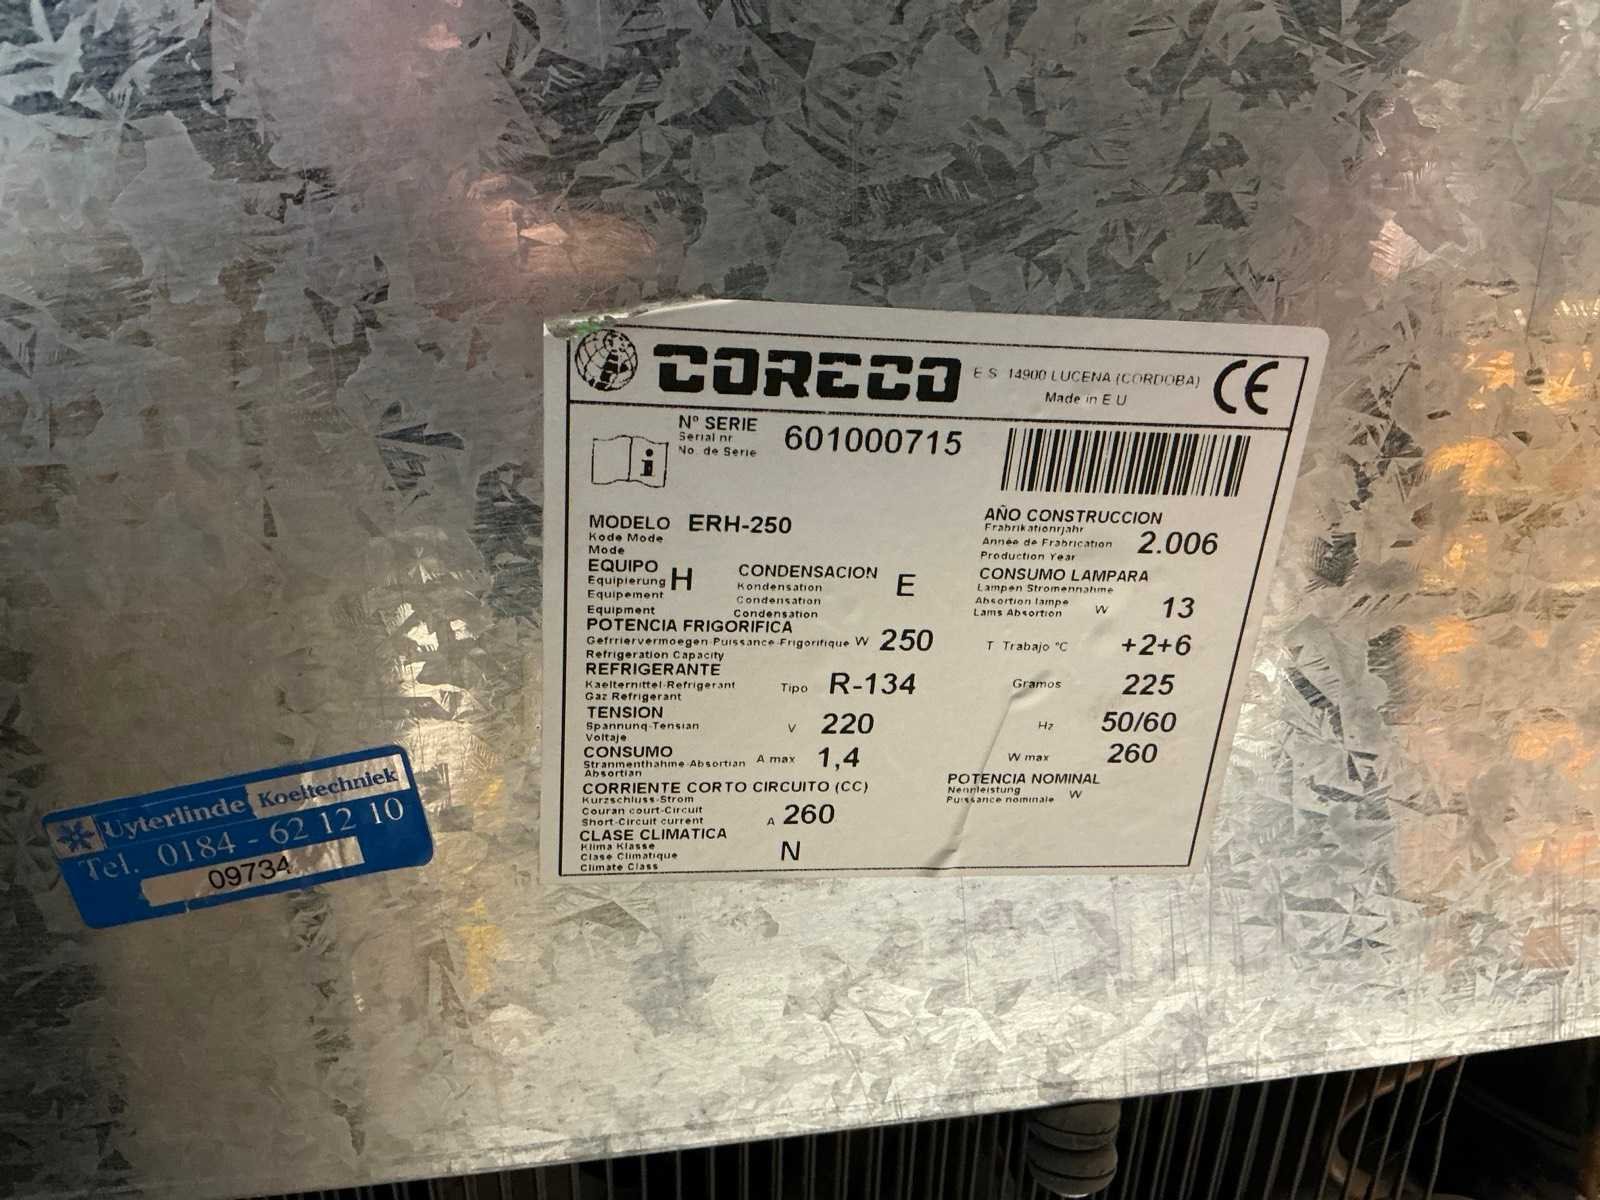 CORECO E S 14900 LUCENA (CORDOBA) CE
Made in E U
Nº SERIE 601000715
Serial nr
No. de Serie
MODELO ERH-250
Kode Mode
Mode
AÑO CONSTRUCCION 2.006
Frabrikationrjahr
Année de Frabrication
Production Year
EQUIPO H
Equipierung
Equipement
Equipment
CONDENSACION E
Kondensation
Condensation
Condensation
CONSUMO LAMPARA
Lampen Stromennahme
Absortion lampe W 13
Lams Absortion
POTENCIA FRIGORIFICA
Gefrriervermoegen-Puissance-Frigorifique W 250
Refrigeration Capacity
T Trabajo °C +2+6
REFRIGERANTE
Kaelternittel-Refrigerant Tipo R-134 Gramos 225
Gaz Refrigerant
TENSION
Spannung-Tensian V 220 Hz 50/60
Voltaje
CONSUMO
Stranmenthahme-Absortian A max 1,4 W max 260
Absortian
CORRIENTE CORTO CIRCUITO (CC)
Kurzschluss-Strom
Couran court-Circuit
Short-Circuit current A 260
POTENCIA NOMINAL
Nennleistung W
Puissance nominale
CLASE CLIMATICA
Klima Klasse N
Clase Climatique
Climate Class
Uyterlinde Koeltechniek
Tel. 0184 - 62 12 10
09734